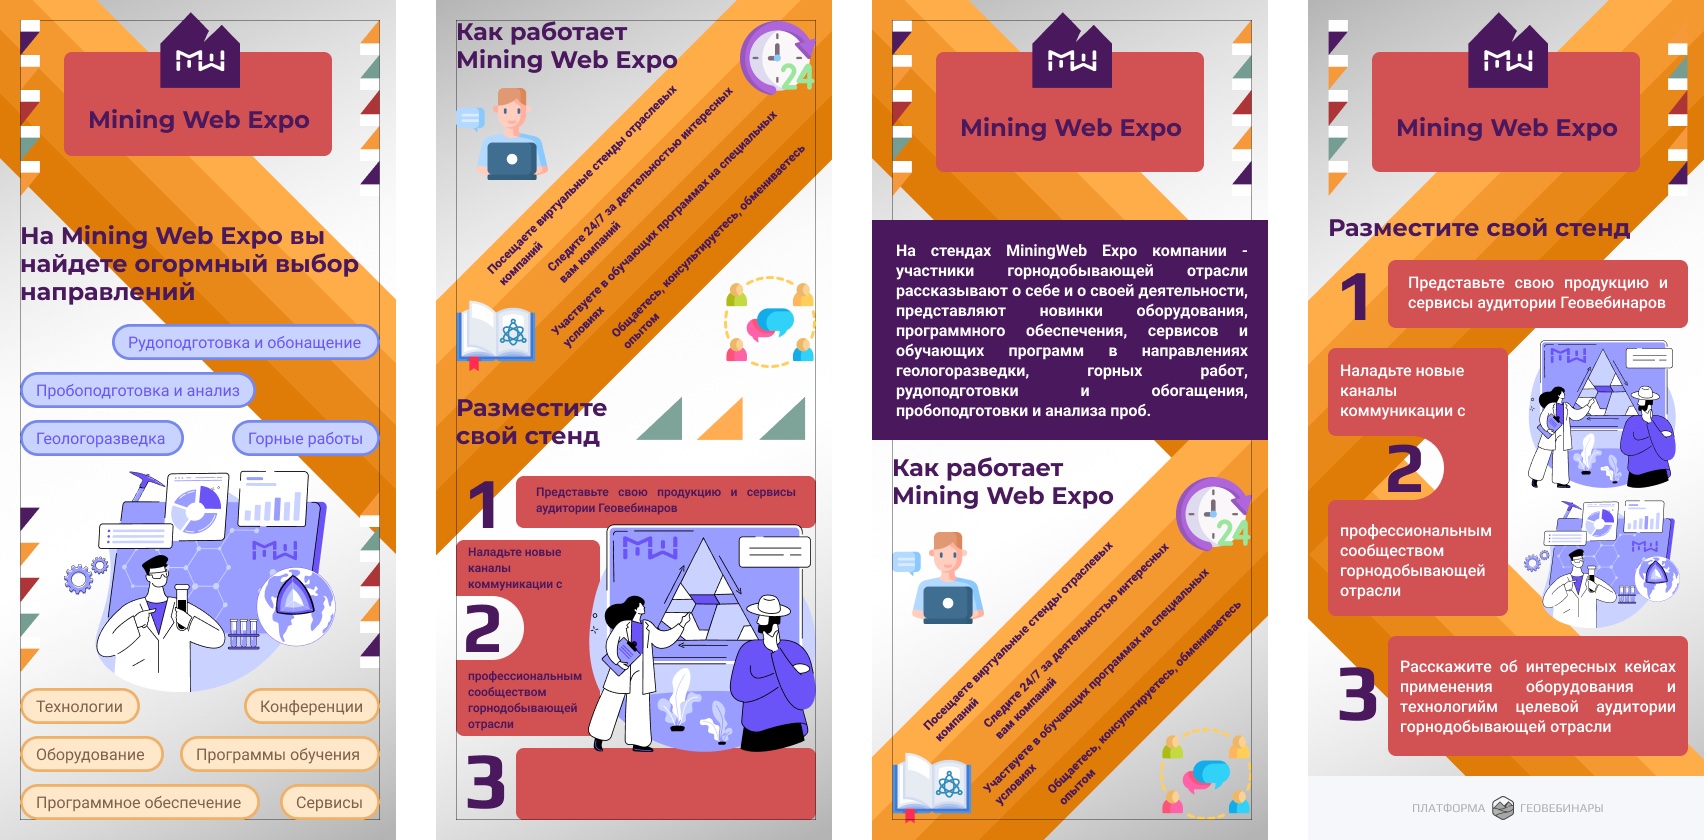 Mining Web Expo
На Mining Web Expo вы
найдете огормный выбор
направлений
Рудоподготовка и обонащение
Пробоподготовка и анализ
Геологоразведка
Горные работы
MW
Технологии
Конференции
Оборудование
Программы обучения
Программное обеспечение
Сервисы
Как работает
Mining Web Expo
24
Посещаете виртуальные стенды отраслевых
компаний
Следите 24/7 за деятельностью интересных
вам компаний
Участвуете в обучающих программах на специальных
условиях
Общаетесь, консультируетесь, обмениваетесь
опытом
Разместите
свой стенд
1
Представьте свою продукцию и сервисы
аудитории Геовебинаров
Наладьте новые
каналы
коммуникации с
2
профессиональным
сообществом
горнодобывающей
отрасли
MW
3
MW
Mining Web Expo
На стендах MiningWeb Expo компании -
участники горнодобывающей отрасли
рассказывают о себе и о своей деятельности,
представляют новинки оборудования,
программного обеспечения, сервисов и
обучающих программ в направлениях
геологоразведки, горных работ,
рудоподготовки и обогащения,
пробоподготовки и анализа проб.
Как работает
Mining Web Expo
24
Посещаете виртуальные стенды отраслевых
компаний
Следите 24/7 за деятельностью интересных
вам компаний
Участвуете в обучающих программах на специальных
условиях
Общаетесь, консультируетесь, обмениваетесь
опытом
MW
Mining Web Expo
Разместите свой стенд
1
Представьте свою продукцию и
сервисы аудитории Геовебинаров
Наладьте новые
каналы
коммуникации с
2
профессиональным
сообществом
горнодобывающей
отрасли
MW
MW
3
Расскажите об интересных кейсах
применения оборудования и
технологийм целевой аудитории
горнодобывающей отрасли
ПЛАТФОРМА ГЕОВЕБИНАРЫ